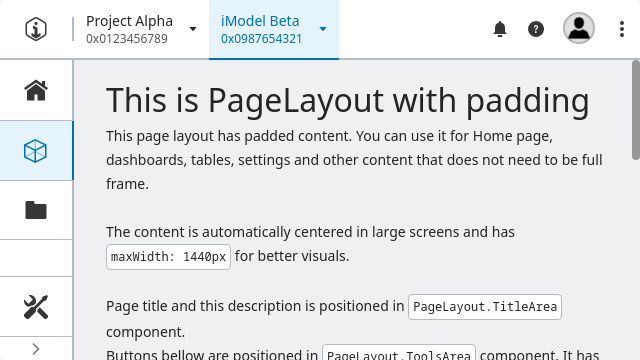 Project Alpha
0x0123456789
iModel Beta
0x0987654321
This is PageLayout with padding
This page layout has padded content. You can use it for Home page,
dashboards, tables, settings and other content that does not need to be full
frame.
The content is automatically centered in large screens and has
maxWidth: 1440px for better visuals.
Page title and this description is positioned in PageLayout.TitleArea
component.
Buttons bellow are positioned in PageLayout.ToolsArea component. It has